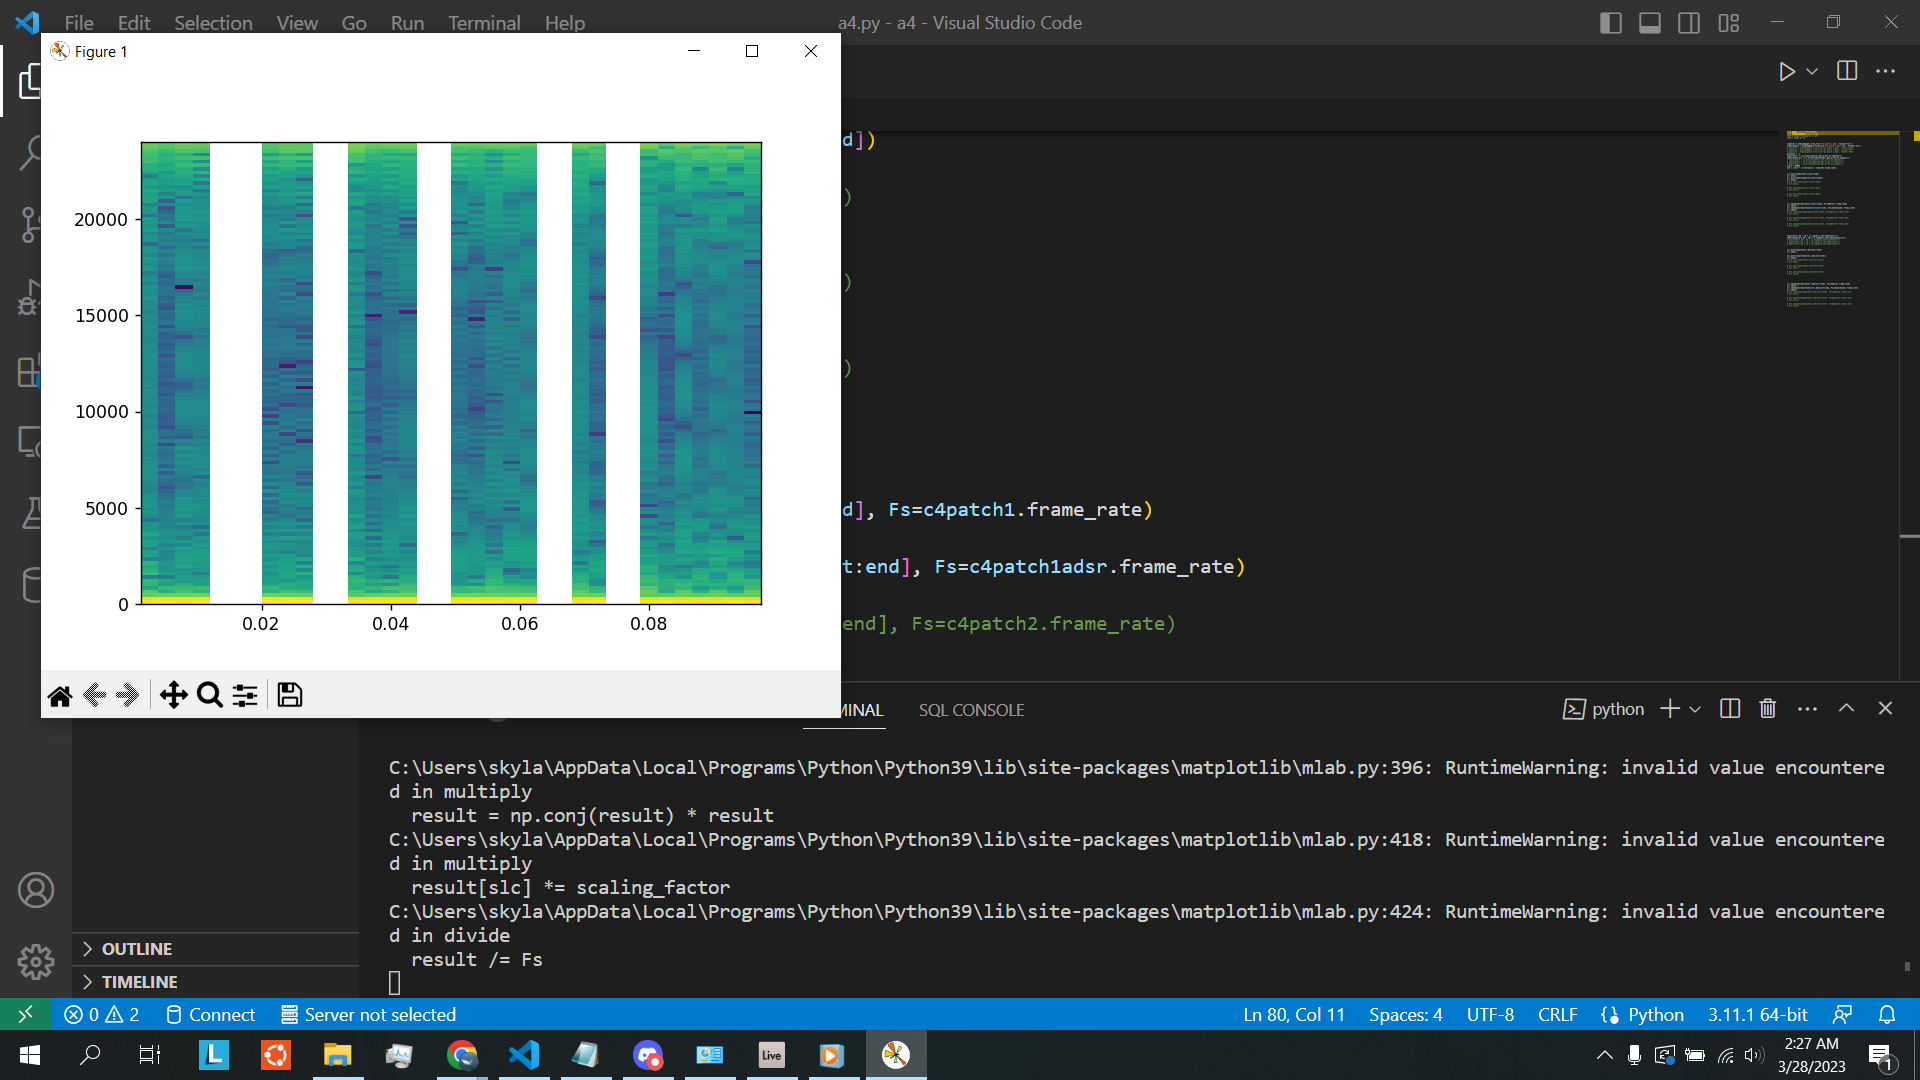 File Edit Selection View Go Run Terminal Help
a4.py - a4 - Visual Studio Code
Figure 1
20000
15000
10000
5000
0
0.02 0.04 0.06 0.08
d])
)
)
)
d], Fs=c4patch1.frame_rate)
t:end], Fs=c4patch1adsr.frame_rate)
end], Fs=c4patch2.frame_rate)
MINAL SQL CONSOLE python
C:\Users\skyla\AppData\Local\Programs\Python\Python39\lib\site-packages\matplotlib\mlab.py:396: RuntimeWarning: invalid value encountere
d in multiply
result = np.conj(result) * result
C:\Users\skyla\AppData\Local\Programs\Python\Python39\lib\site-packages\matplotlib\mlab.py:418: RuntimeWarning: invalid value encountere
d in multiply
result[slc] *= scaling_factor
C:\Users\skyla\AppData\Local\Programs\Python\Python39\lib\site-packages\matplotlib\mlab.py:424: RuntimeWarning: invalid value encountere
d in divide
result /= Fs
OUTLINE
TIMELINE
0 2 Connect Server not selected Ln 80, Col 11 Spaces: 4 UTF-8 CRLF Python 3.11.1 64-bit
L Live
2:27 AM
3/28/2023
1